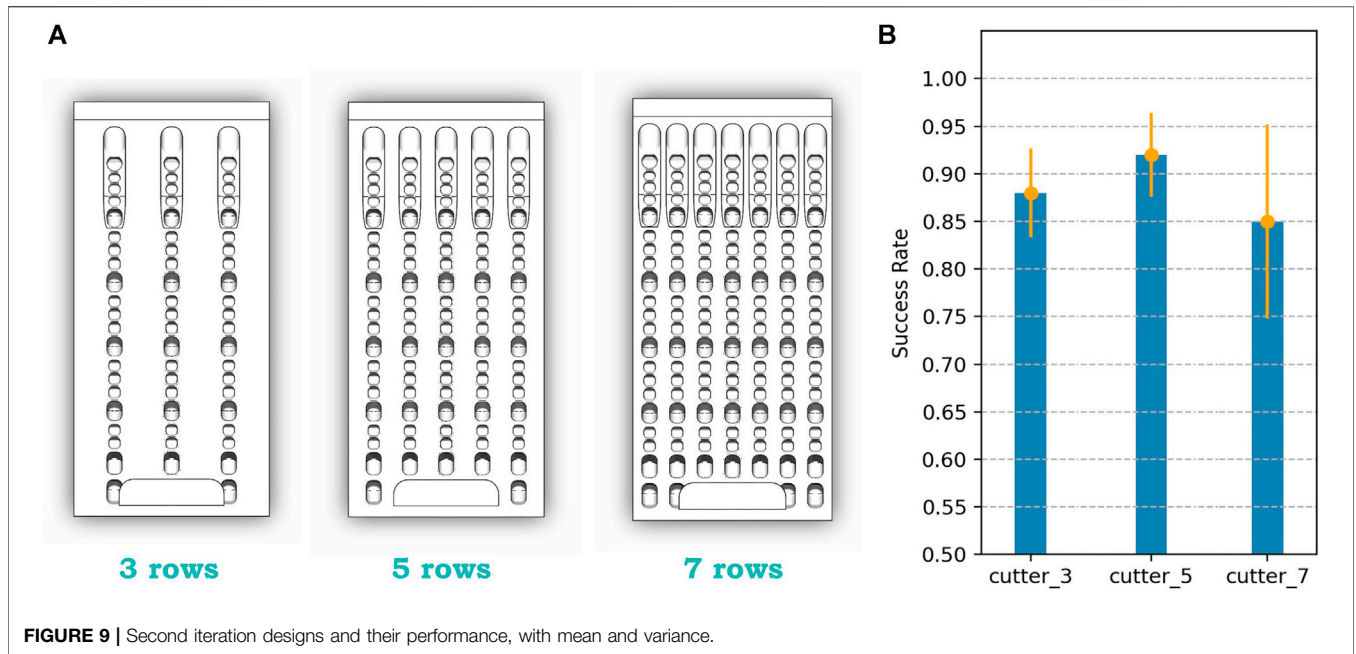 A
3 rows
5 rows
7 rows
B
Success Rate
1.00
0.95
0.90
0.85
0.80
0.75
0.70
0.65
0.60
0.55
0.50
cutter_3
cutter_5
cutter_7
FIGURE 9 | Second iteration designs and their performance, with mean and variance.